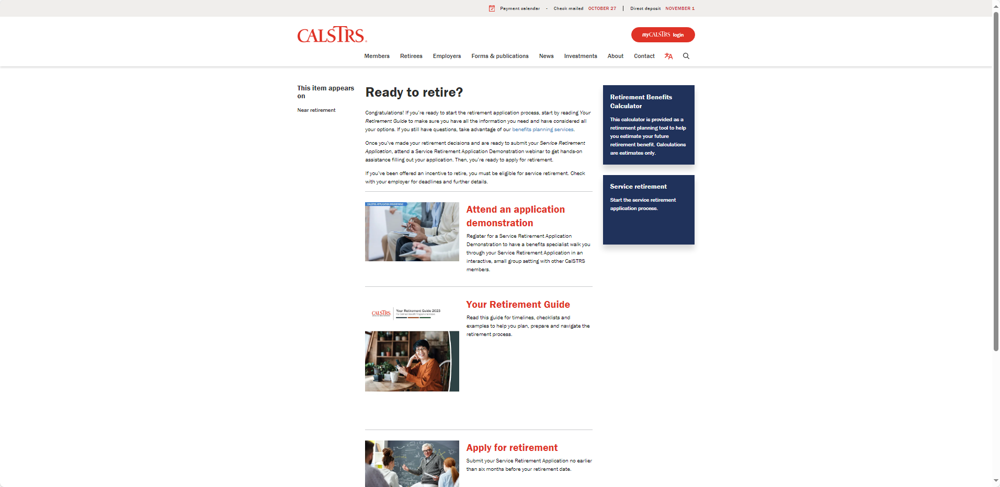 Payment calendar - Check mailed OCTOBER 27 | Direct deposit NOVEMBER 1
CALSTRS
myCALSTRS login
Members Retirees Employers Forms & publications News Investments About Contact
This item appears
on
Near retirement
Ready to retire?
Congratulations! If you're ready to start the retirement application process, start by reading Your
Retirement Guide to make sure you have all the information you need and have considered all
your options. If you still have questions, take advantage of our benefits planning services.
Once you've made your retirement decisions and are ready to submit your Service Retirement
Application, attend a Service Retirement Application Demonstration webinar to get hands-on
assistance filling out your application. Then, you're ready to apply for retirement.
If you've been offered an incentive to retire, you must be eligible for service retirement. Check
with your employer for deadlines and further details.
CALSTRS APPLICATION ROUNDTABLE
Attend an application
demonstration
Register for a Service Retirement Application
Demonstration to have a benefits specialist walk you
through your Service Retirement Application in an
interactive, small group setting with other CalSTRS
members.
CALSTRS
Your Retirement Guide 2023
For Defined Benefit Program members
Your Retirement Guide
Read this guide for timelines, checklists and
examples to help you plan, prepare and navigate the
retirement process.
Apply for retirement
Submit your Service Retirement Application no earlier
than six months before your retirement date.
Retirement Benefits
Calculator
This calculator is provided as a
retirement planning tool to help
you estimate your future
retirement benefit. Calculations
are estimates only.
Service retirement
Start the service retirement
application process.